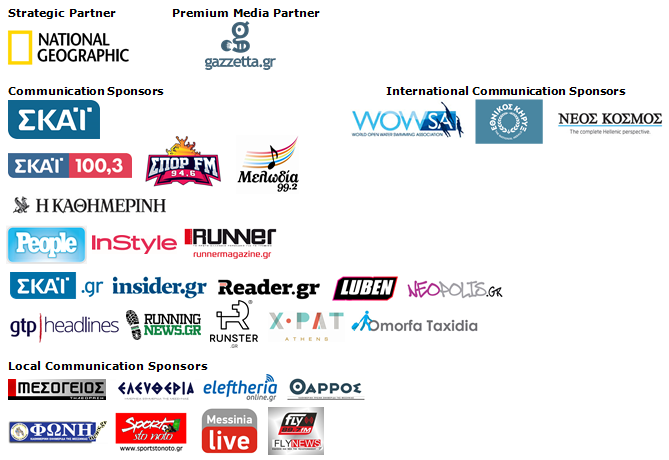 Strategic Partner
Premium Media Partner
NATIONAL
GEOGRAPHIC
gazzetta.gr
Communication Sponsors
International Communication Sponsors
ΣΚΑΪ
WOWSA
WORLD OPEN WATER SWIMMING ASSOCIATION
ΕΘΝΙΚΟΣ ΚΗΡΥΞ
ΝΕΟΣ ΚΟΣΜΟΣ
The complete Hellenic perspective.
ΣΚΑΪ 100,3
ΣΠΟΡ FM
94,6
Μελωδία
99.2
Η ΚΑΘΗΜΕΡΙΝΗ
People
InStyle
RUNNER
runnermagazine.gr
ΣΚΑΪ .gr
insider.gr
Reader.gr
LUBEN
NEOPOLIS.GR
gtp headlines
RUNNING
NEWS.GR
RUNSTER
.GR
X·PAT
ATHENS
Omorfa Taxidia
Local Communication Sponsors
ΜΕΣΟΓΕΙΟΣ
ΤΗΛΕΟΡΑΣΗ
ΕΛΕΥΘΕΡΙΑ
eleftheria
online.gr
ΘΑΡΡΟΣ
ΦΩΝΗ
Sports
sto noto
www.sportstonoto.gr
Messinia
live
FLY
FM
FLYNEWS